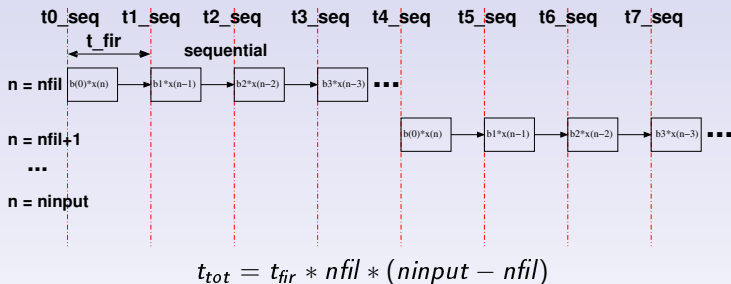 t0_seq t1_seq t2_seq t3_seq t4_seq t5_seq t6_seq t7_seq
t_fir
sequential
n = nfil b(0)*x(n) b1*x(n−1) b2*x(n−2) b3*x(n−3) ...
n = nfil+1 b(0)*x(n) b1*x(n−1) b2*x(n−2) b3*x(n−3) ...
...
n = ninput
t_tot = t_fir * nfil * (ninput − nfil)